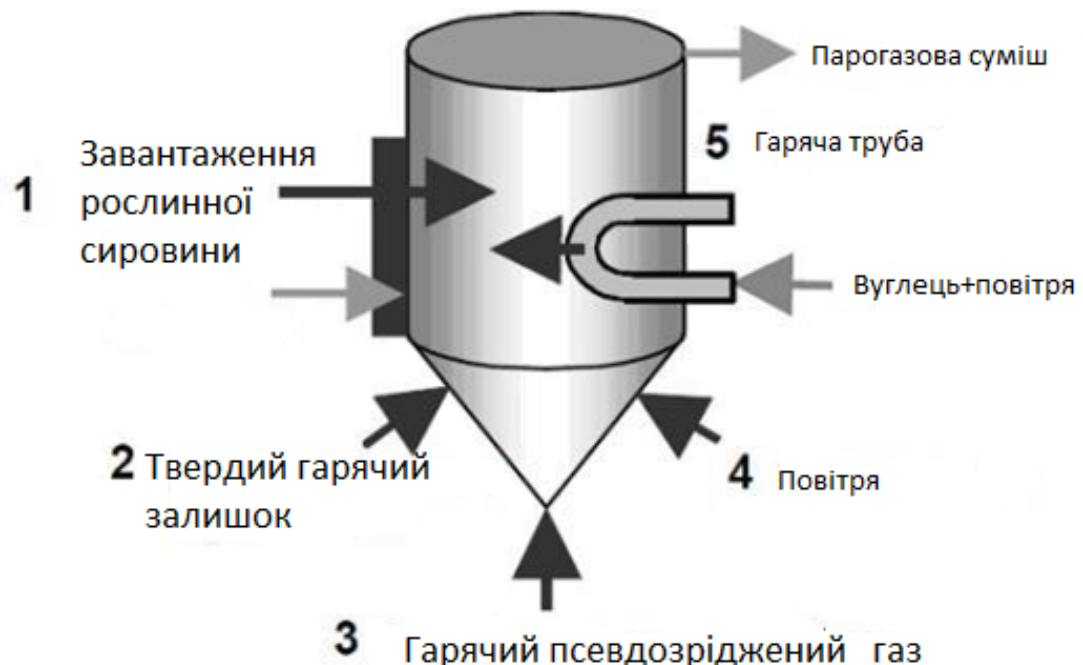 Парогазова суміш
5 Гаряча труба
1 Завантаження
рослинної
сировини
Вуглець+повітря
2 Твердий гарячий
залишок
4 Повітря
3 Гарячий псевдозріджений газ